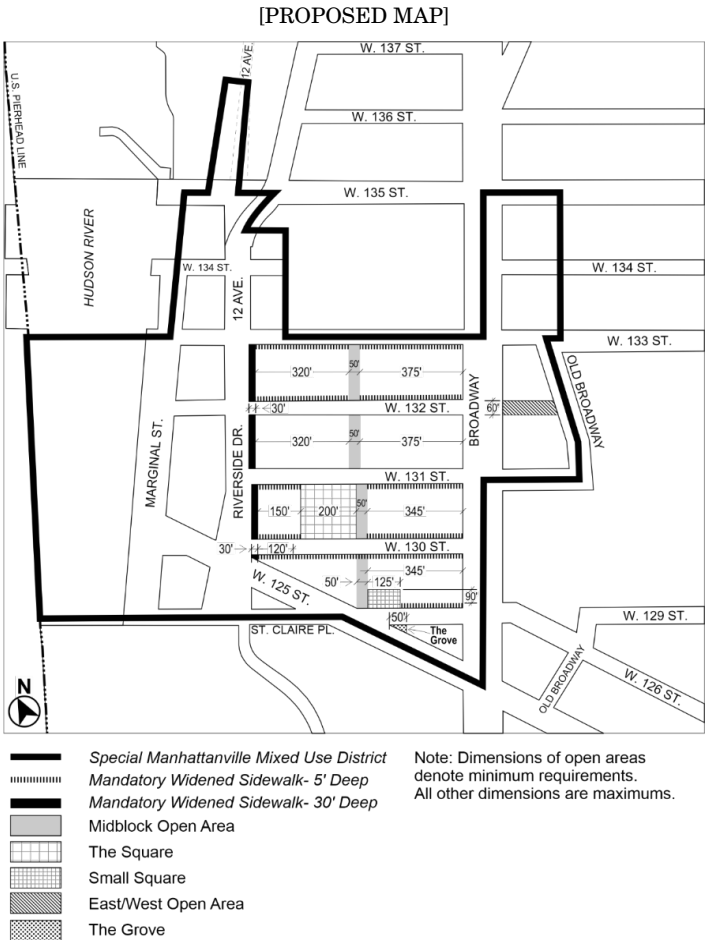 [PROPOSED MAP]
12 AVE.
W. 137 ST.
U.S. PIERHEAD LINE
W. 136 ST.
W. 135 ST.
HUDSON RIVER
W. 134 ST.
W. 134 ST.
12 AVE.
W. 133 ST.
OLD BROADWAY
320'
50'
375'
30'
W. 132 ST.
BROADWAY
60'
MARGINAL ST.
RIVERSIDE DR.
320'
50'
375'
W. 131 ST.
150'
200'
50'
345'
30'
120'
W. 130 ST.
W. 125 ST.
345'
50'
125'
90'
50'
ST. CLAIRE PL.
The
Grove
W. 129 ST.
OLD BROADWAY
W. 126 ST.
N
Special Manhattanville Mixed Use District
Mandatory Widened Sidewalk- 5' Deep
Mandatory Widened Sidewalk- 30' Deep
Midblock Open Area
The Square
Small Square
East/West Open Area
The Grove
Note: Dimensions of open areas
denote minimum requirements.
All other dimensions are maximums.